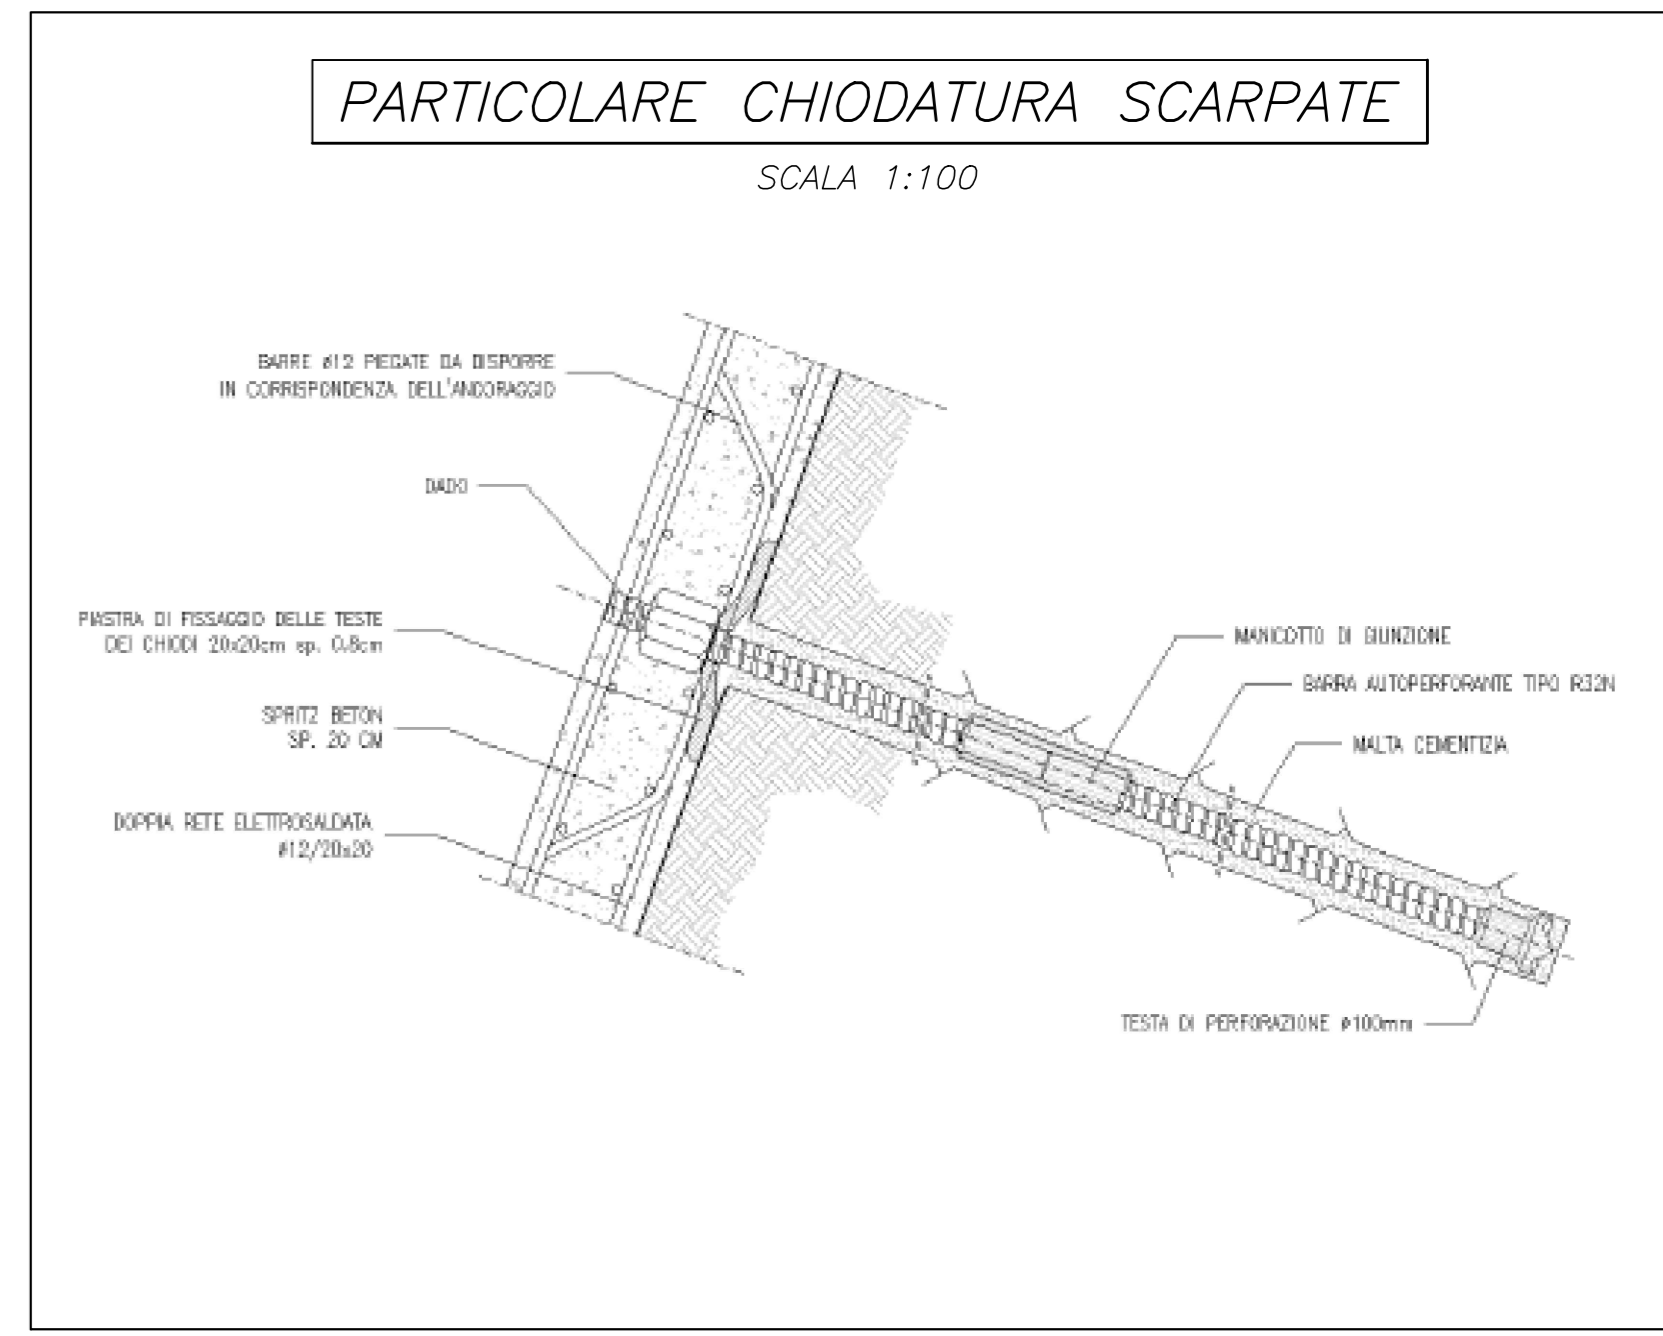 PARTICOLARE CHIODATURA SCARPATE
SCALA 1:100
BARRE ø12 PIEGATE DA DISPORRE
IN CORRISPONDENZA DELL'ANCORAGGIO
DADO
PIASTRA DI FISSAGGIO DELLE TESTE
DEI CHIODI 20x20cm sp. 0.8cm
SPRITZ BETON
SP. 20 CM
DOPPIA RETE ELETTROSALDATA
ø12/20x20
MANICOTTO DI GIUNZIONE
BARRA AUTOPERFORANTE TIPO R32N
MALTA CEMENTIZIA
TESTA DI PERFORAZIONE ø100mm